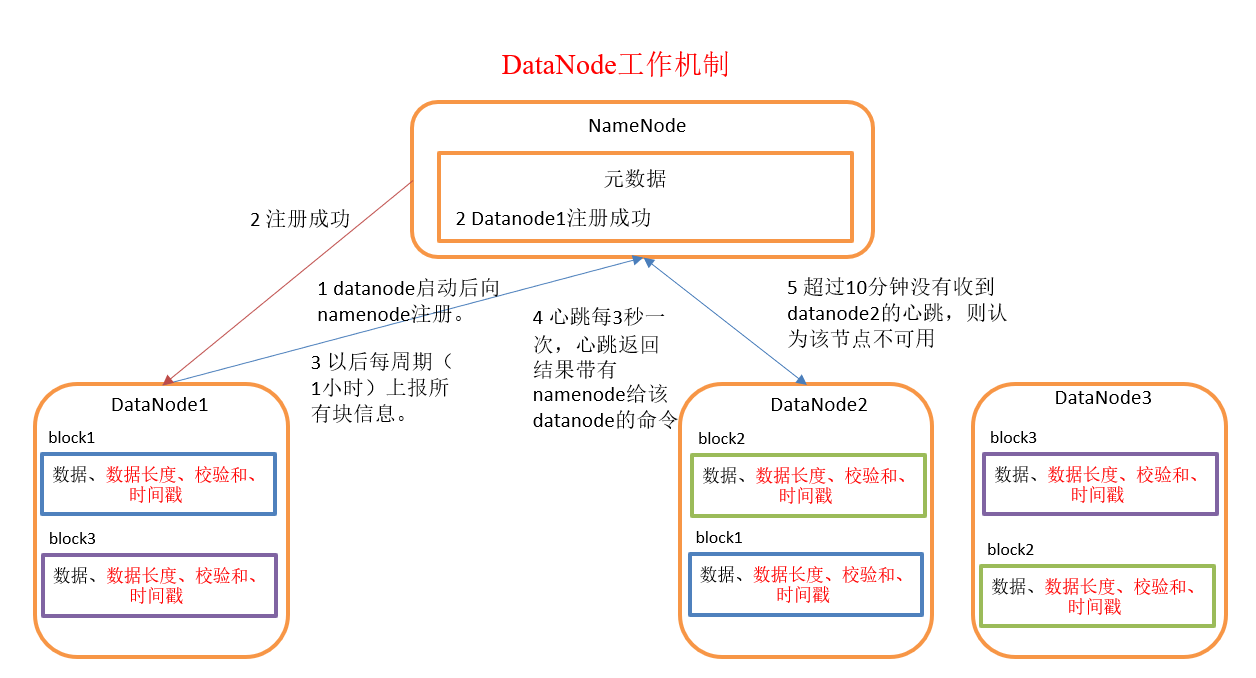 DataNode工作机制
NameNode
元数据
2 Datanode1注册成功
2 注册成功
1 datanode启动后向
namenode注册。
3 以后每周期（
1小时）上报所
有块信息。
4 心跳每3秒一
次，心跳返回
结果带有
namenode给该
datanode的命令
5 超过10分钟没有收到
datanode2的心跳，则认
为该节点不可用
DataNode1
block1
数据、数据长度、校验和、
时间戳
block3
数据、数据长度、校验和、
时间戳
DataNode2
block2
数据、数据长度、校验和、
时间戳
block1
数据、数据长度、校验和、
时间戳
DataNode3
block3
数据、数据长度、校验和、
时间戳
block2
数据、数据长度、校验和、
时间戳